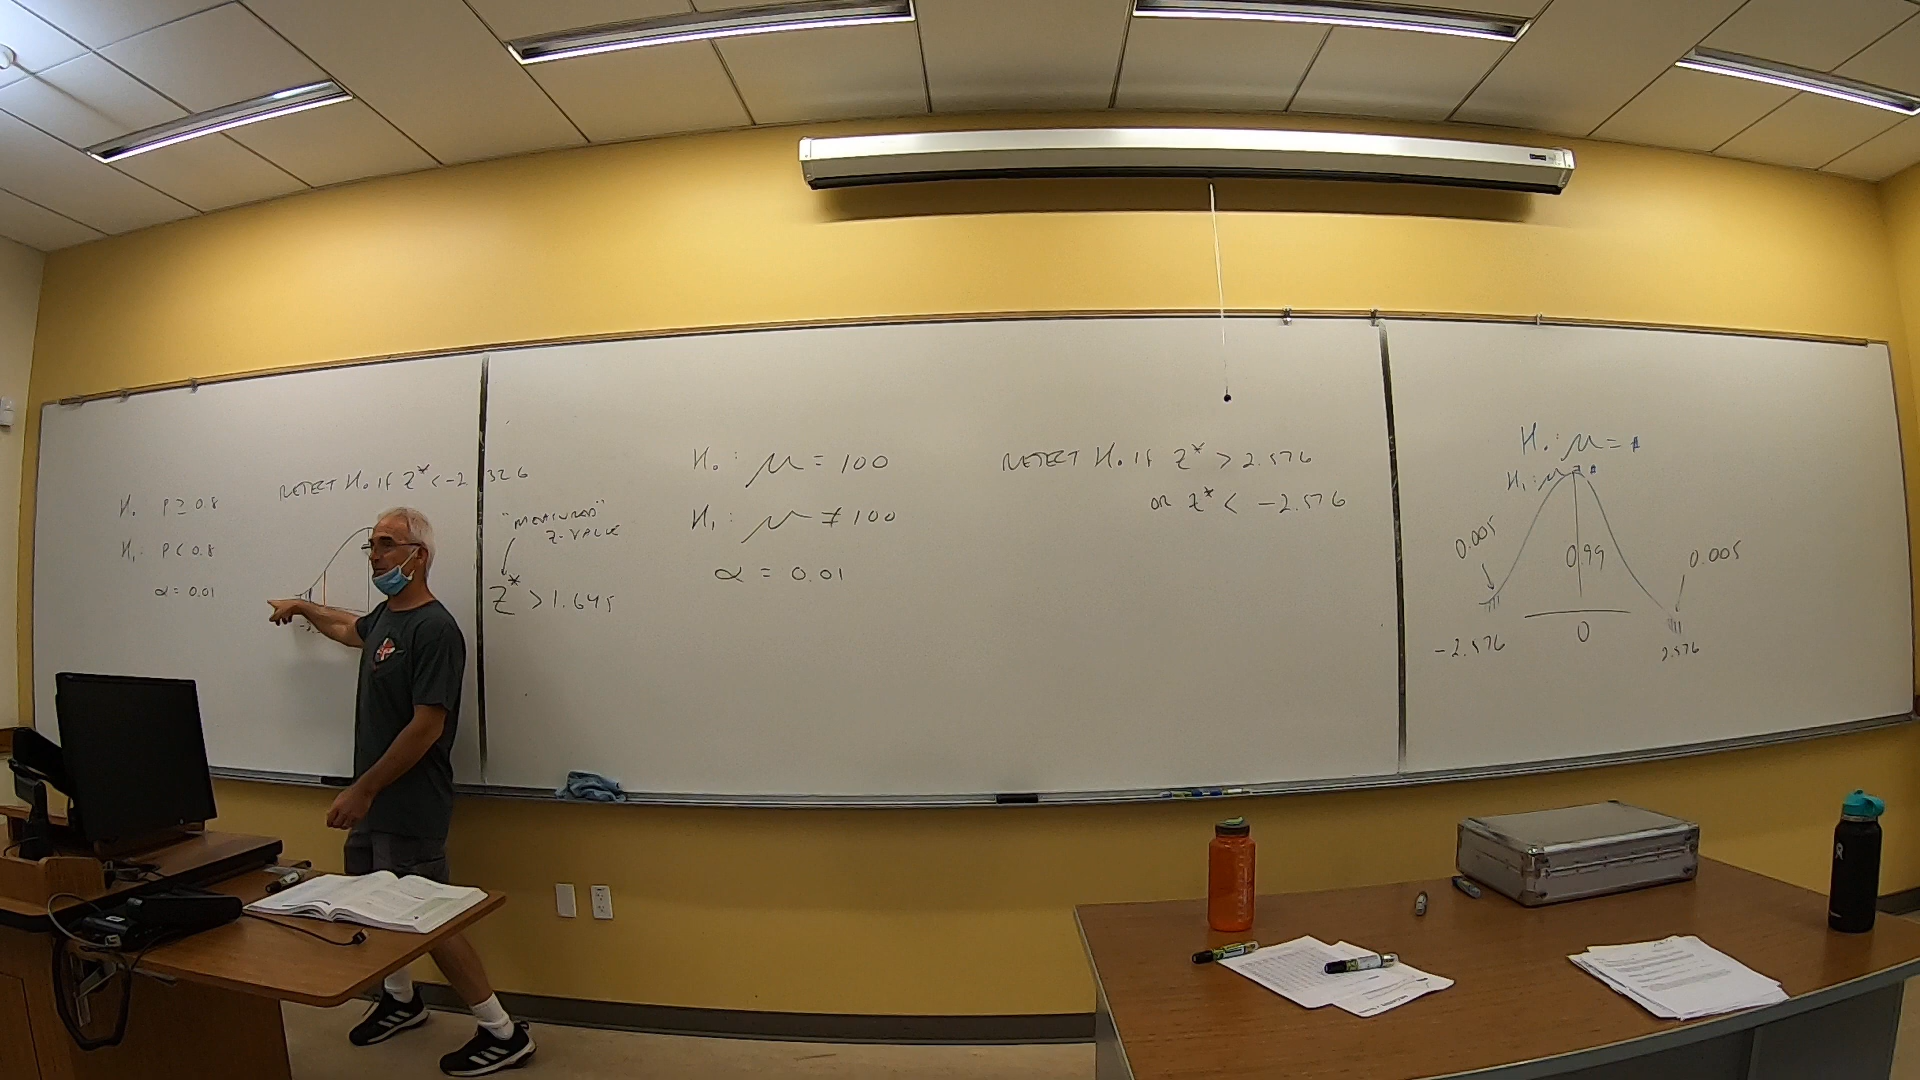 H₀ P ≥ 0.8
H₁: P < 0.8
α = 0.01
REJECT H₀ IF Z* < -2.326
"MEASURED"
Z-VALUE
Z* > 1.645
H₀: μ = 100
H₁: μ ≠ 100
α = 0.01
REJECT H₀ IF Z* > 2.576
OR Z* < -2.576
H₀: μ = #
H₁: μ ≠ #
0.005
0.99
0.005
-2.576
0
2.576